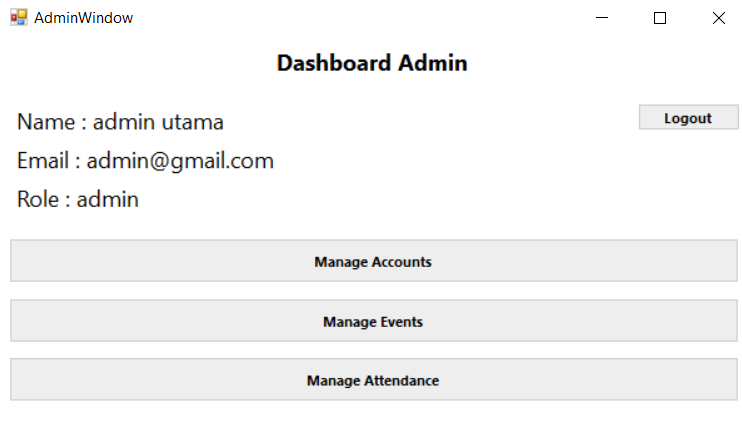 AdminWindow
Dashboard Admin
Name : admin utama
Logout
Email : admin@gmail.com
Role : admin
Manage Accounts
Manage Events
Manage Attendance